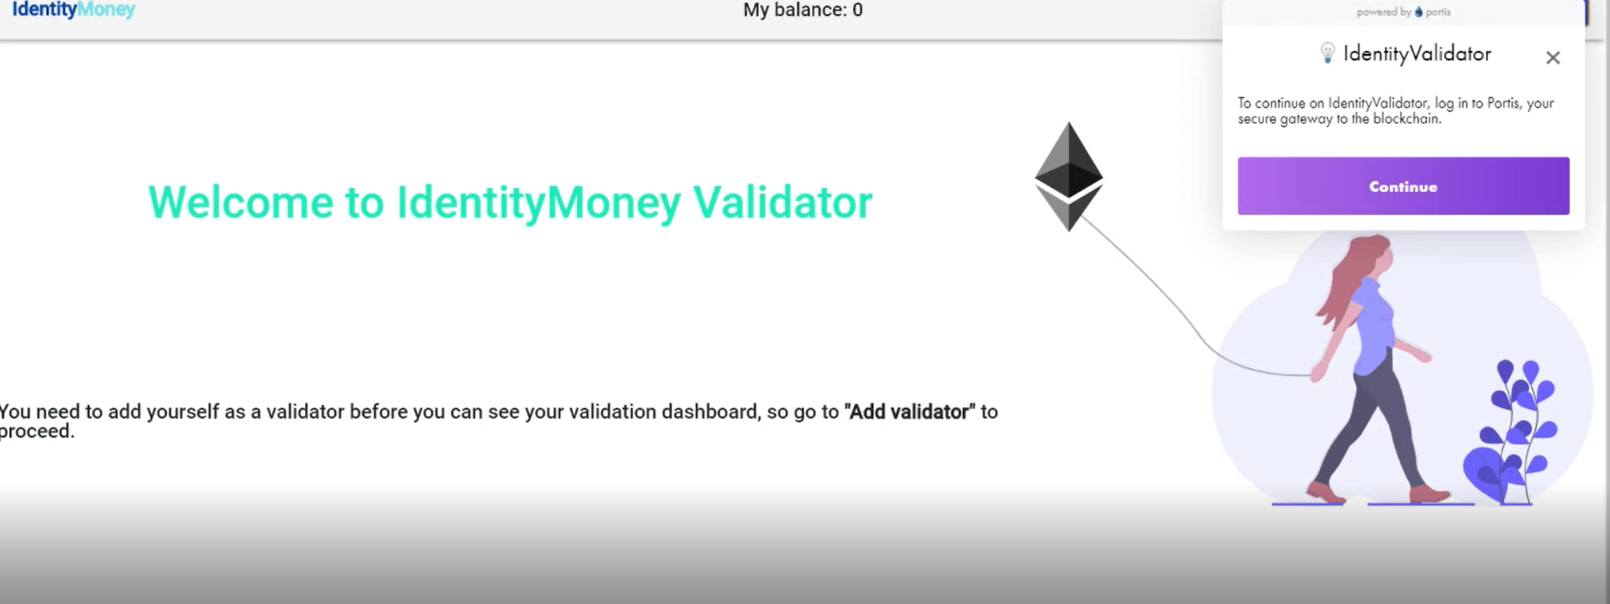 IdentityMoney
My balance: 0
powered by portis
IdentityValidator
To continue on IdentityValidator, log in to Portis, your
secure gateway to the blockchain.
Continue
Welcome to IdentityMoney Validator
You need to add yourself as a validator before you can see your validation dashboard, so go to "Add validator" to
proceed.